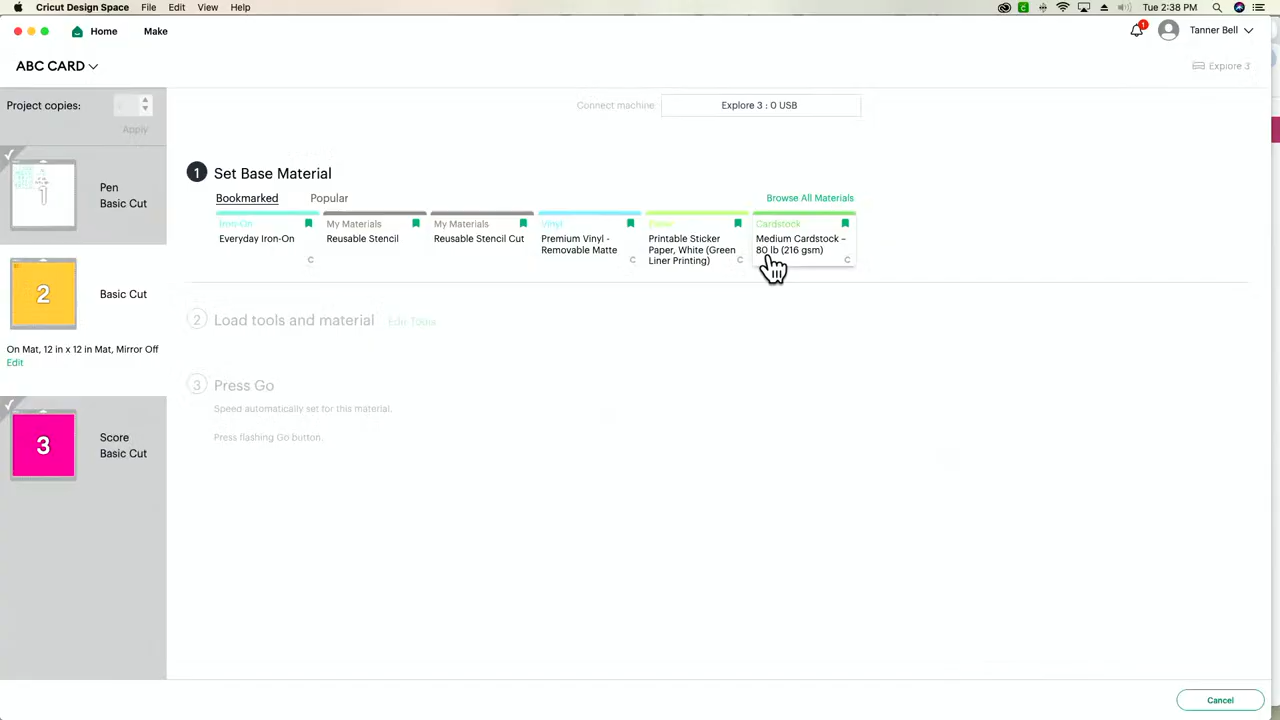 Cricut Design Space File Edit View Help Tue 2:38 PM
Home Make 1 Tanner Bell
ABC CARD Explore 3
Project copies:
Apply
Connect machine Explore 3 : 0 USB
1 Set Base Material
Bookmarked Popular Browse All Materials
Iron-On
Everyday Iron-On
C
My Materials
Reusable Stencil
My Materials
Reusable Stencil Cut
Vinyl
Premium Vinyl -
Removable Matte
C
Paper
Printable Sticker
Paper, White (Green
Liner Printing)
C
Cardstock
Medium Cardstock –
80 lb (216 gsm)
C
2 Load tools and material Edit Tools
3 Press Go
Speed automatically set for this material.
Press flashing Go button.
1
Pen
Basic Cut
2
Basic Cut
On Mat, 12 in x 12 in Mat, Mirror Off
Edit
3
Score
Basic Cut
Cancel